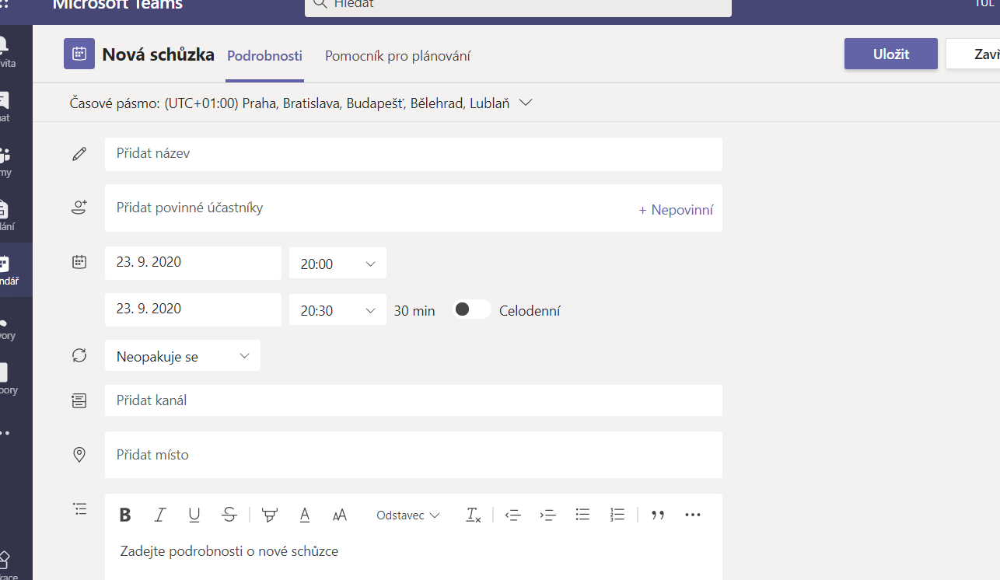 Microsoft Teams
Hledat
TUL
vita
Nová schůzka
Podrobnosti
Pomocník pro plánování
Uložit
Zavř
Časové pásmo: (UTC+01:00) Praha, Bratislava, Budapešť, Bělehrad, Lublaň
hat
Přidat název
my
Přidat povinné účastníky
+ Nepovinní
lání
23. 9. 2020
20:00
ndář
23. 9. 2020
20:30
30 min
Celodenní
vory
Neopakuje se
bory
Přidat kanál
Přidat místo
B I U S A AA Odstavec
Zadejte podrobnosti o nové schůzce
kace